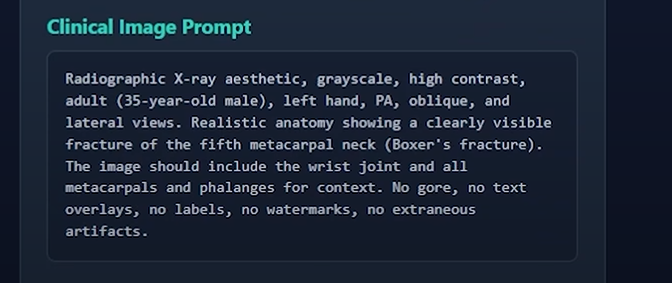 Clinical Image Prompt
Radiographic X-ray aesthetic, grayscale, high contrast,
adult (35-year-old male), left hand, PA, oblique, and
lateral views. Realistic anatomy showing a clearly visible
fracture of the fifth metacarpal neck (Boxer's fracture).
The image should include the wrist joint and all
metacarpals and phalanges for context. No gore, no text
overlays, no labels, no watermarks, no extraneous
artifacts.